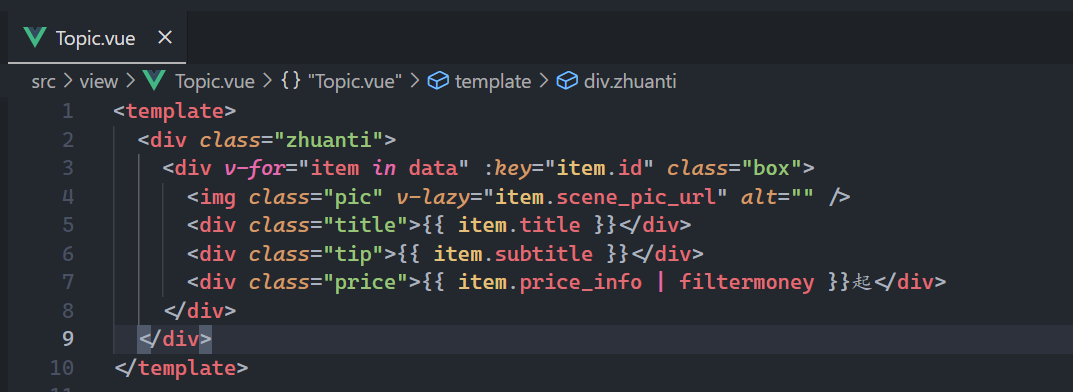 Topic.vue ×
src > view > Topic.vue > {} "Topic.vue" > template > div.zhuanti
1 <template>
2 <div class="zhuanti">
3 <div v-for="item in data" :key="item.id" class="box">
4 <img class="pic" v-lazy="item.scene_pic_url" alt="" />
5 <div class="title">{{ item.title }}</div>
6 <div class="tip">{{ item.subtitle }}</div>
7 <div class="price">{{ item.price_info | filtermoney }}起</div>
8 </div>
9 </div>
10 </template>